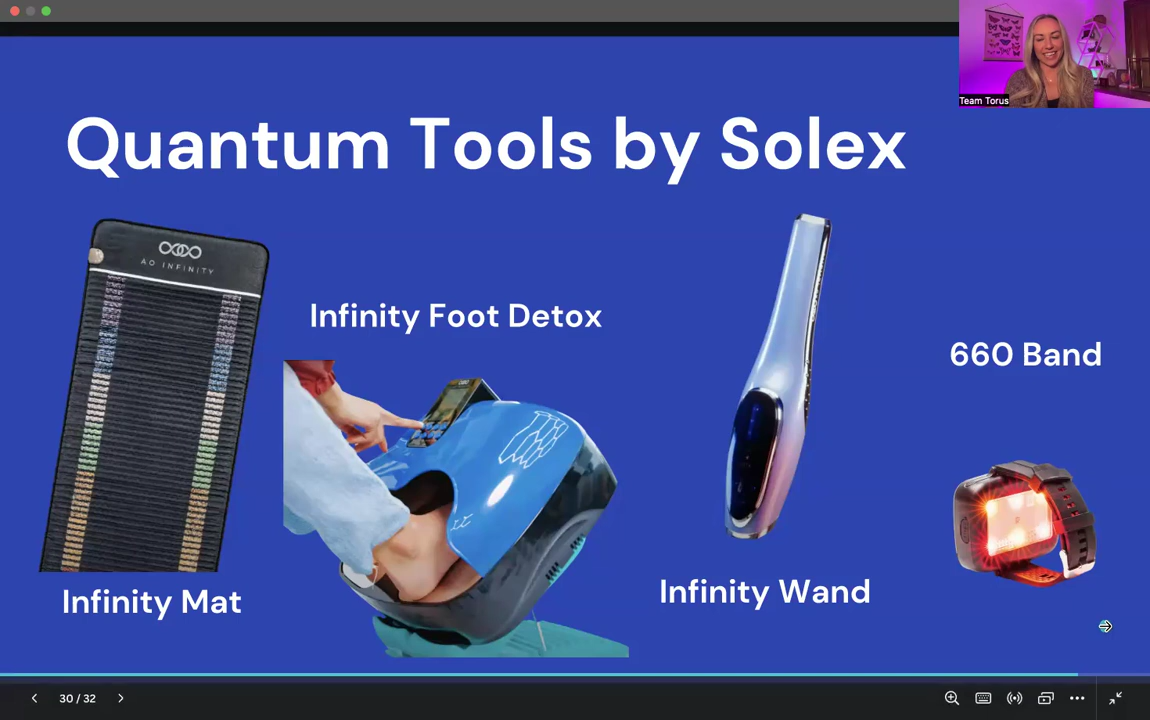 Team Torus
Quantum Tools by Solex
AO INFINITY
Infinity Foot Detox
660 Band
Infinity Wand
Infinity Mat
30 / 32